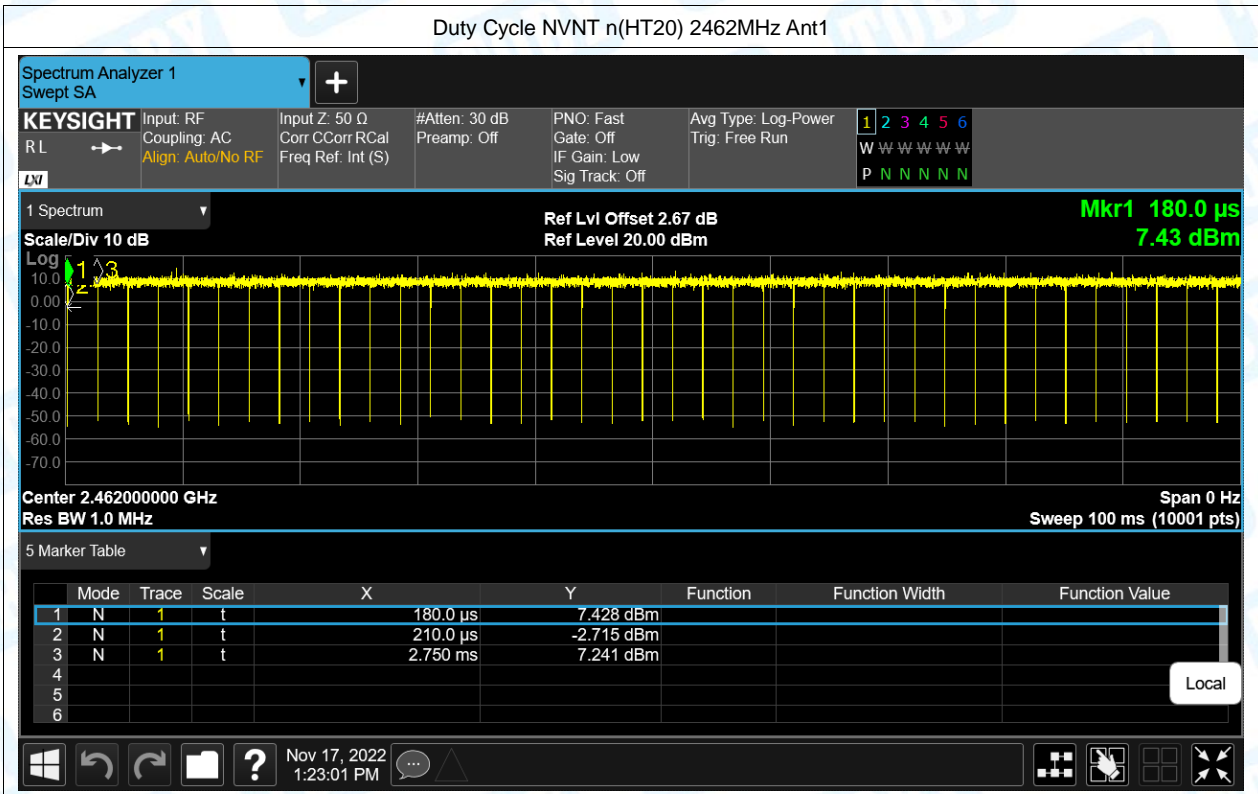 Duty Cycle NVNT n(HT20) 2462MHz Ant1
Spectrum Analyzer 1
Swept SA
KEYSIGHT
RL
LXI
Input: RF
Coupling: AC
Align: Auto/No RF
Input Z: 50 Ω
Corr CCorr RCal
Freq Ref: Int (S)
#Atten: 30 dB
Preamp: Off
PNO: Fast
Gate: Off
IF Gain: Low
Sig Track: Off
Avg Type: Log-Power
Trig: Free Run
1 2 3 4 5 6
W W W W W W
P N N N N N
1 Spectrum
Scale/Div 10 dB
Ref Lvl Offset 2.67 dB
Ref Level 20.00 dBm
Mkr1 180.0 µs
7.43 dBm
Log
10.0
0.00
-10.0
-20.0
-30.0
-40.0
-50.0
-60.0
-70.0
1 3
2
Center 2.462000000 GHz
Span 0 Hz
Res BW 1.0 MHz
Sweep 100 ms (10001 pts)
5 Marker Table
Mode Trace Scale X Y Function Function Width Function Value
1 N 1 t 180.0 µs 7.428 dBm
2 N 1 t 210.0 µs -2.715 dBm
3 N 1 t 2.750 ms 7.241 dBm
4
5
6
Local
?
Nov 17, 2022
1:23:01 PM